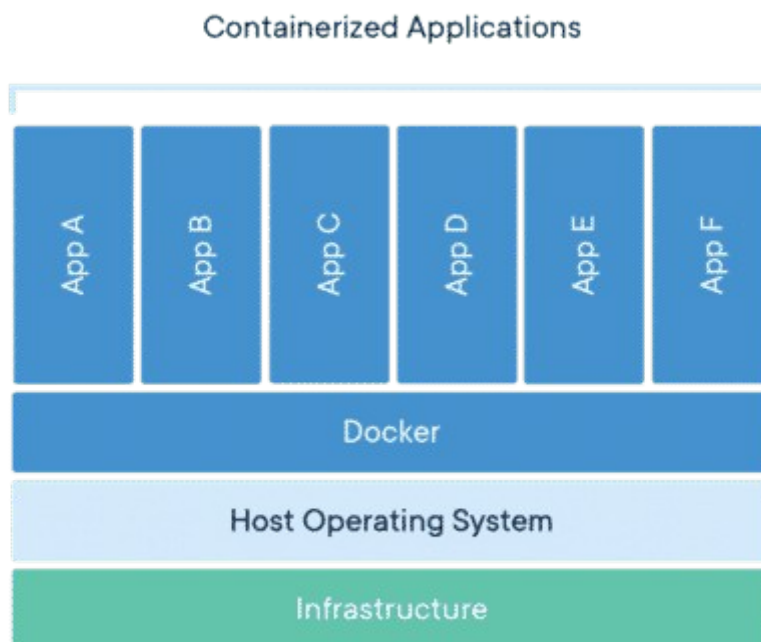 Containerized Applications
App A
App B
App C
App D
App E
App F
Docker
Host Operating System
Infrastructure